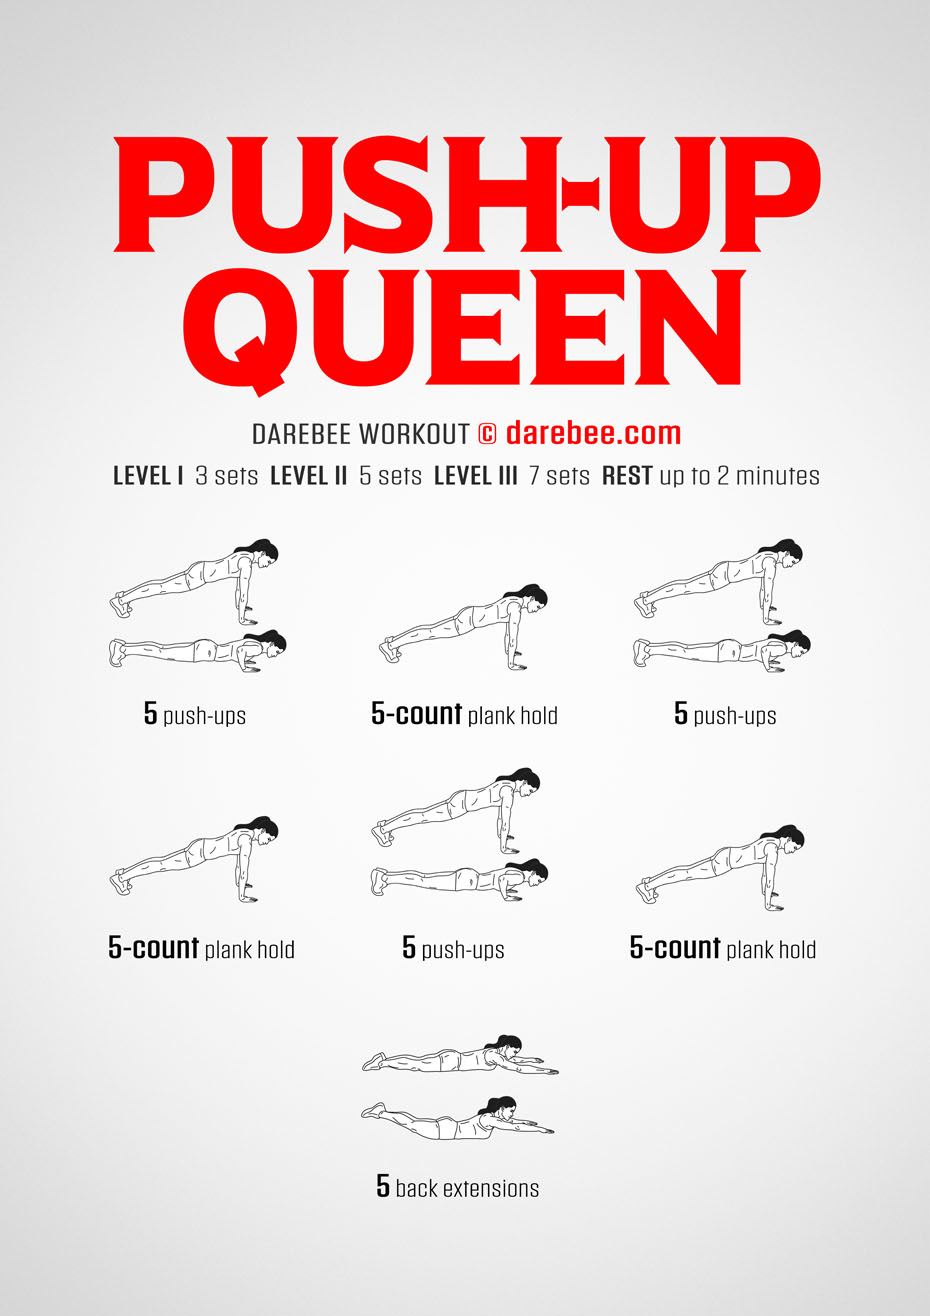 PUSH-UP
QUEEN
DAREBEE WORKOUT © darebee.com
LEVEL I 3 sets LEVEL II 5 sets LEVEL III 7 sets REST up to 2 minutes
5 push-ups
5-count plank hold
5 push-ups
5-count plank hold
5 push-ups
5-count plank hold
5 back extensions